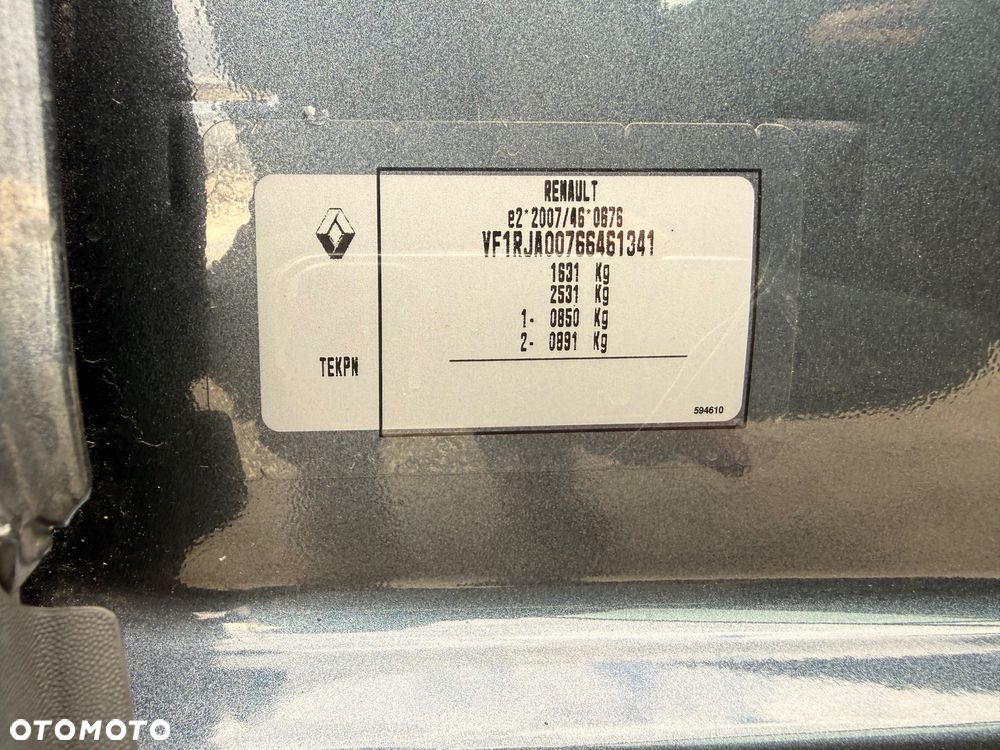 RENAULT
e2*2007/46*0676
VF1RJA00766461341
1631 Kg
2531 Kg
1- 0850 Kg
2- 0891 Kg
TEKPN
594610
OTOMOTO